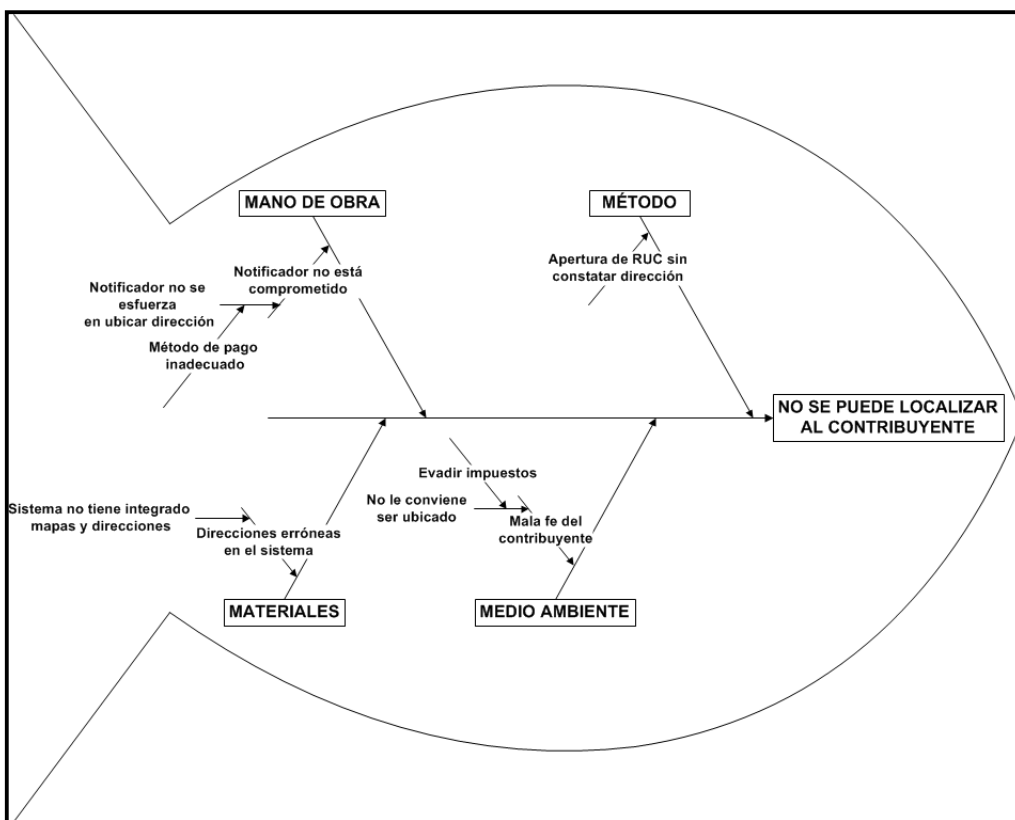 MANO DE OBRA
MÉTODO
Notificador no está
comprometido
Apertura de RUC sin
constatar dirección
Notificador no se
esfuerza
en ubicar dirección
Método de pago
inadecuado
NO SE PUEDE LOCALIZAR
AL CONTRIBUYENTE
Evadir impuestos
No le conviene
ser ubicado
Sistema no tiene integrado
mapas y direcciones
Mala fe del
contribuyente
Direcciones erróneas
en el sistema
MATERIALES
MEDIO AMBIENTE